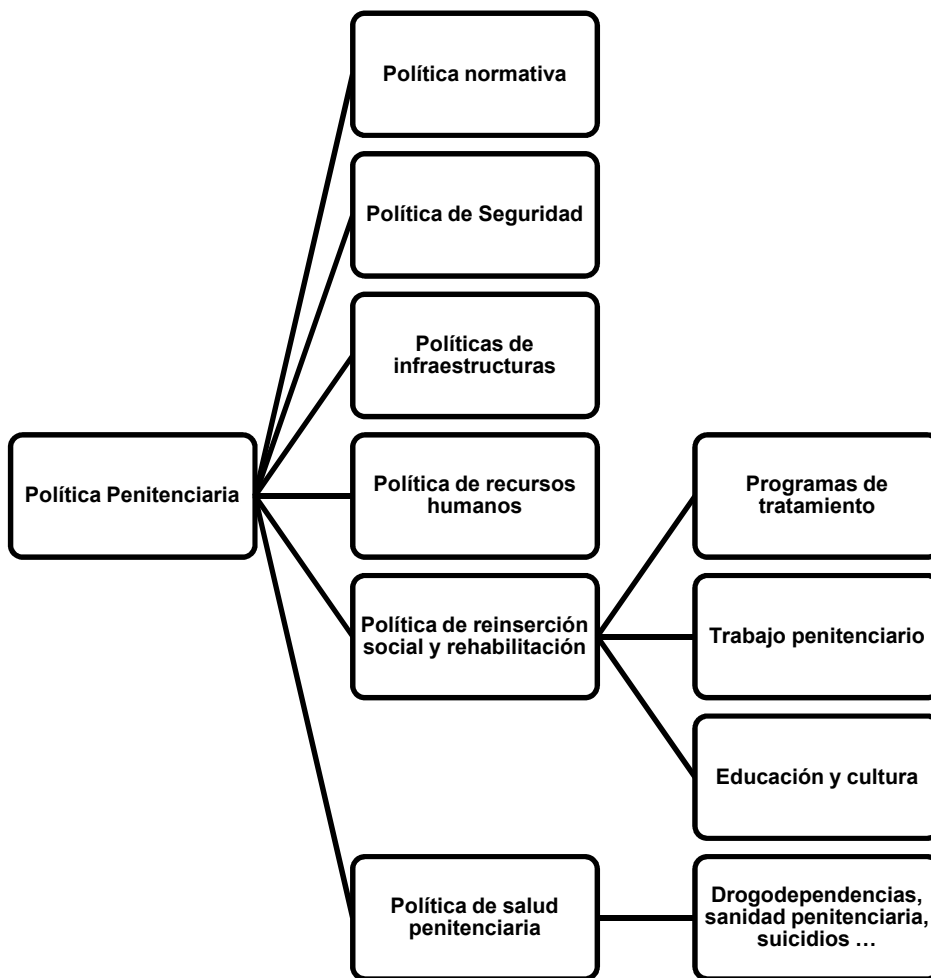 Política normativa
Política de Seguridad
Políticas de
infraestructuras
Política Penitenciaria
Política de recursos
humanos
Programas de
tratamiento
Política de reinserción
social y rehabilitación
Trabajo penitenciario
Educación y cultura
Política de salud
penitenciaria
Drogodependencias,
sanidad penitenciaria,
suicidios …